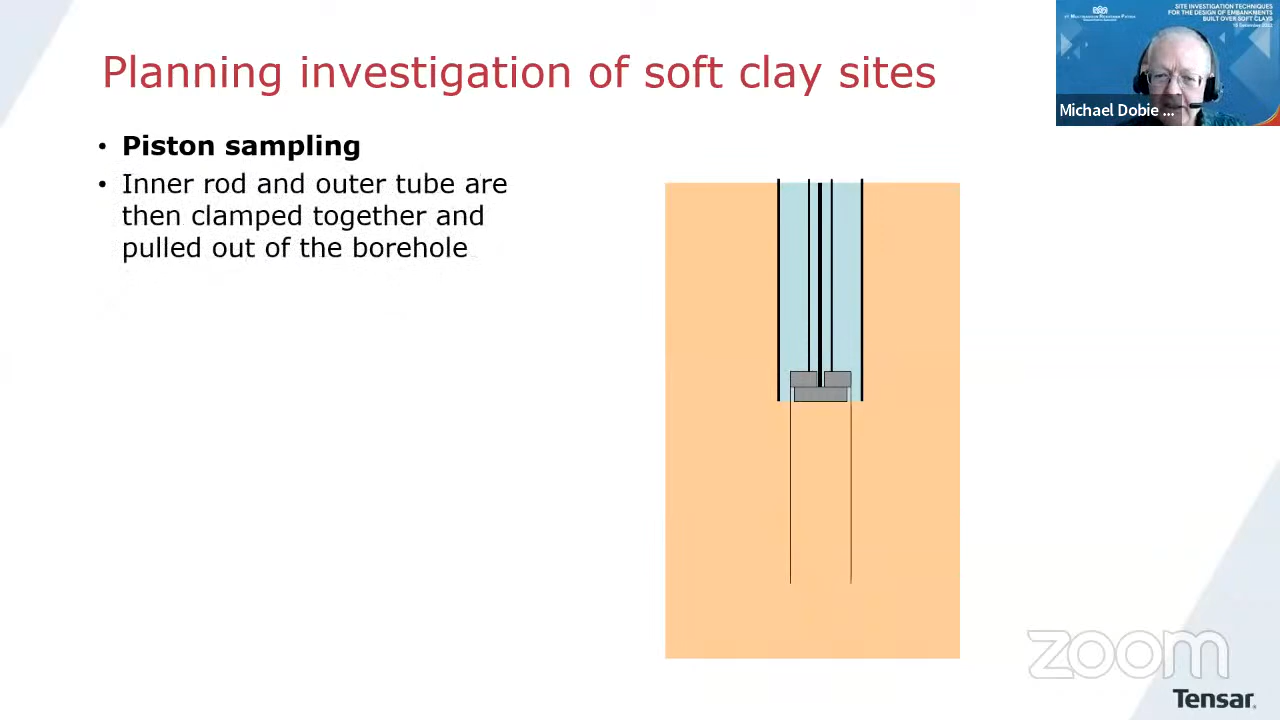 Planning investigation of soft clay sites
• Piston sampling
• Inner rod and outer tube are
then clamped together and
pulled out of the borehole
SITE INVESTIGATION TECHNIQUES
FOR THE DESIGN OF EMBANKMENTS
BUILT OVER SOFT CLAYS
Michael Dobie ...
zoom
Tensar